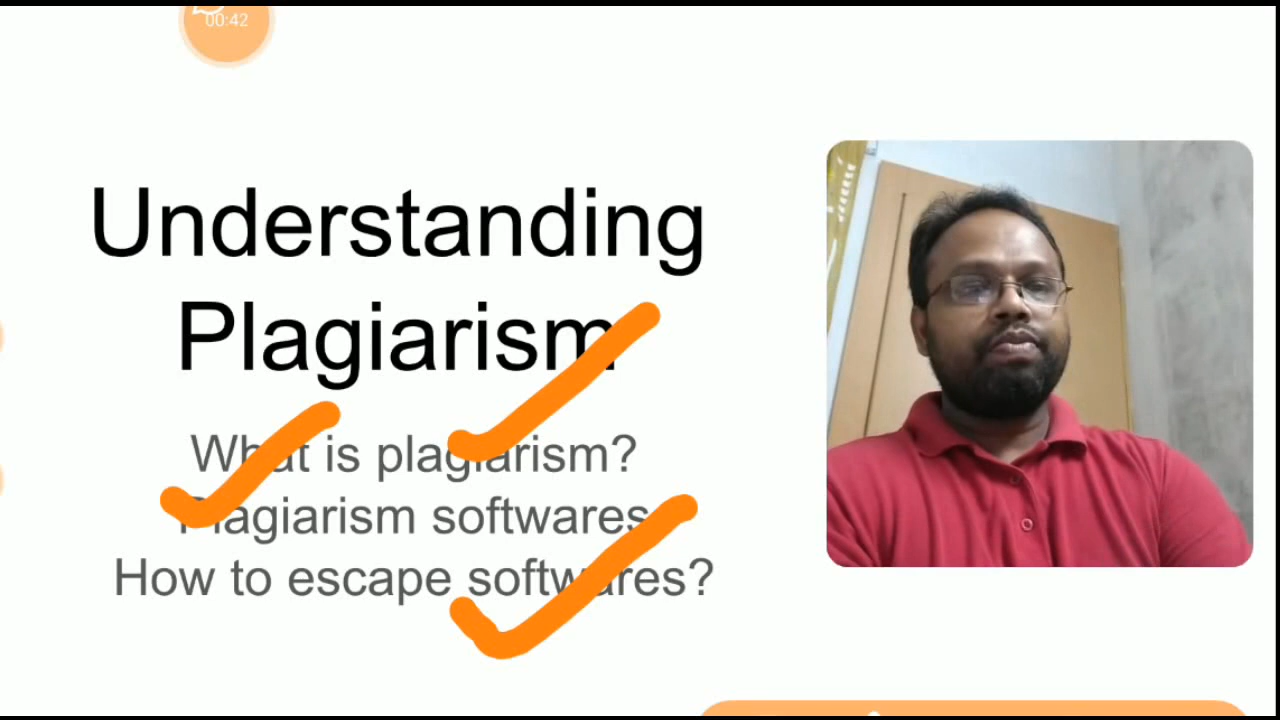 00:42
Understanding
Plagiarism
What is plagiarism?
Plagiarism softwares
How to escape softwares?